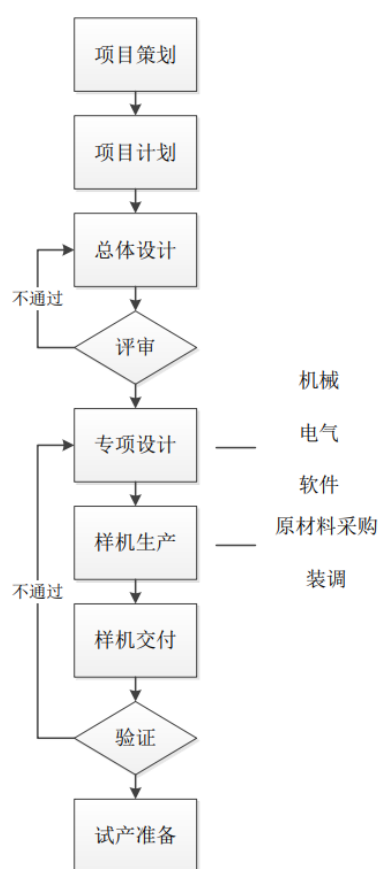 项目策划
项目计划
总体设计
不通过
评审
机械
专项设计
电气
软件
样机生产
原材料采购
装调
不通过
样机交付
验证
试产准备